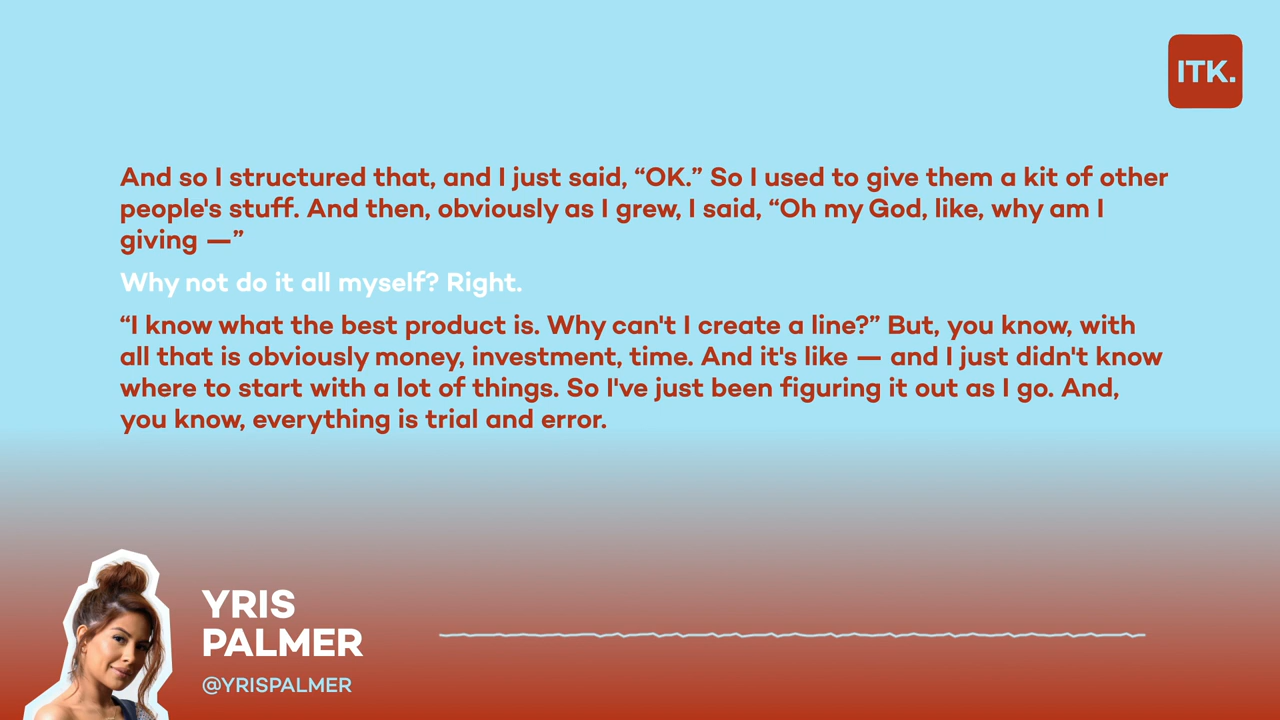 ITK.
And so I structured that, and I just said, “OK.” So I used to give them a kit of other
people's stuff. And then, obviously as I grew, I said, “Oh my God, like, why am I
giving —”
Why not do it all myself? Right.
“I know what the best product is. Why can't I create a line?” But, you know, with
all that is obviously money, investment, time. And it's like — and I just didn't know
where to start with a lot of things. So I've just been figuring it out as I go. And,
you know, everything is trial and error.
YRIS
PALMER
@YRISPALMER